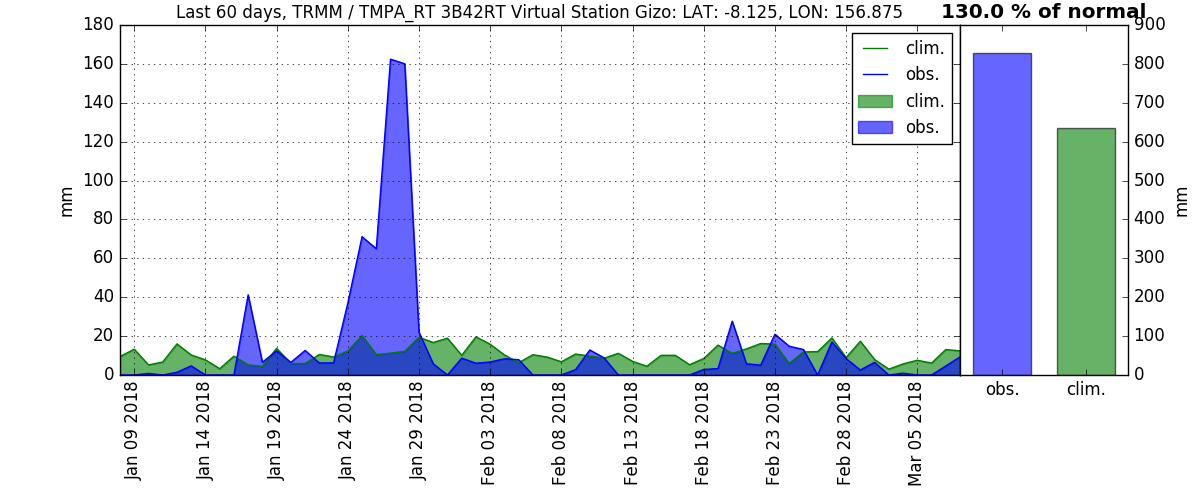 Last 60 days, TRMM / TMPA_RT 3B42RT Virtual Station Gizo: LAT: -8.125, LON: 156.875
130.0 % of normal
180
160
140
120
100
80
60
40
20
0
mm
clim.
obs.
clim.
obs.
900
800
700
600
500
400
300
200
100
0
mm
Jan 09 2018
Jan 14 2018
Jan 19 2018
Jan 24 2018
Jan 29 2018
Feb 03 2018
Feb 08 2018
Feb 13 2018
Feb 18 2018
Feb 23 2018
Feb 28 2018
Mar 05 2018
obs.
clim.